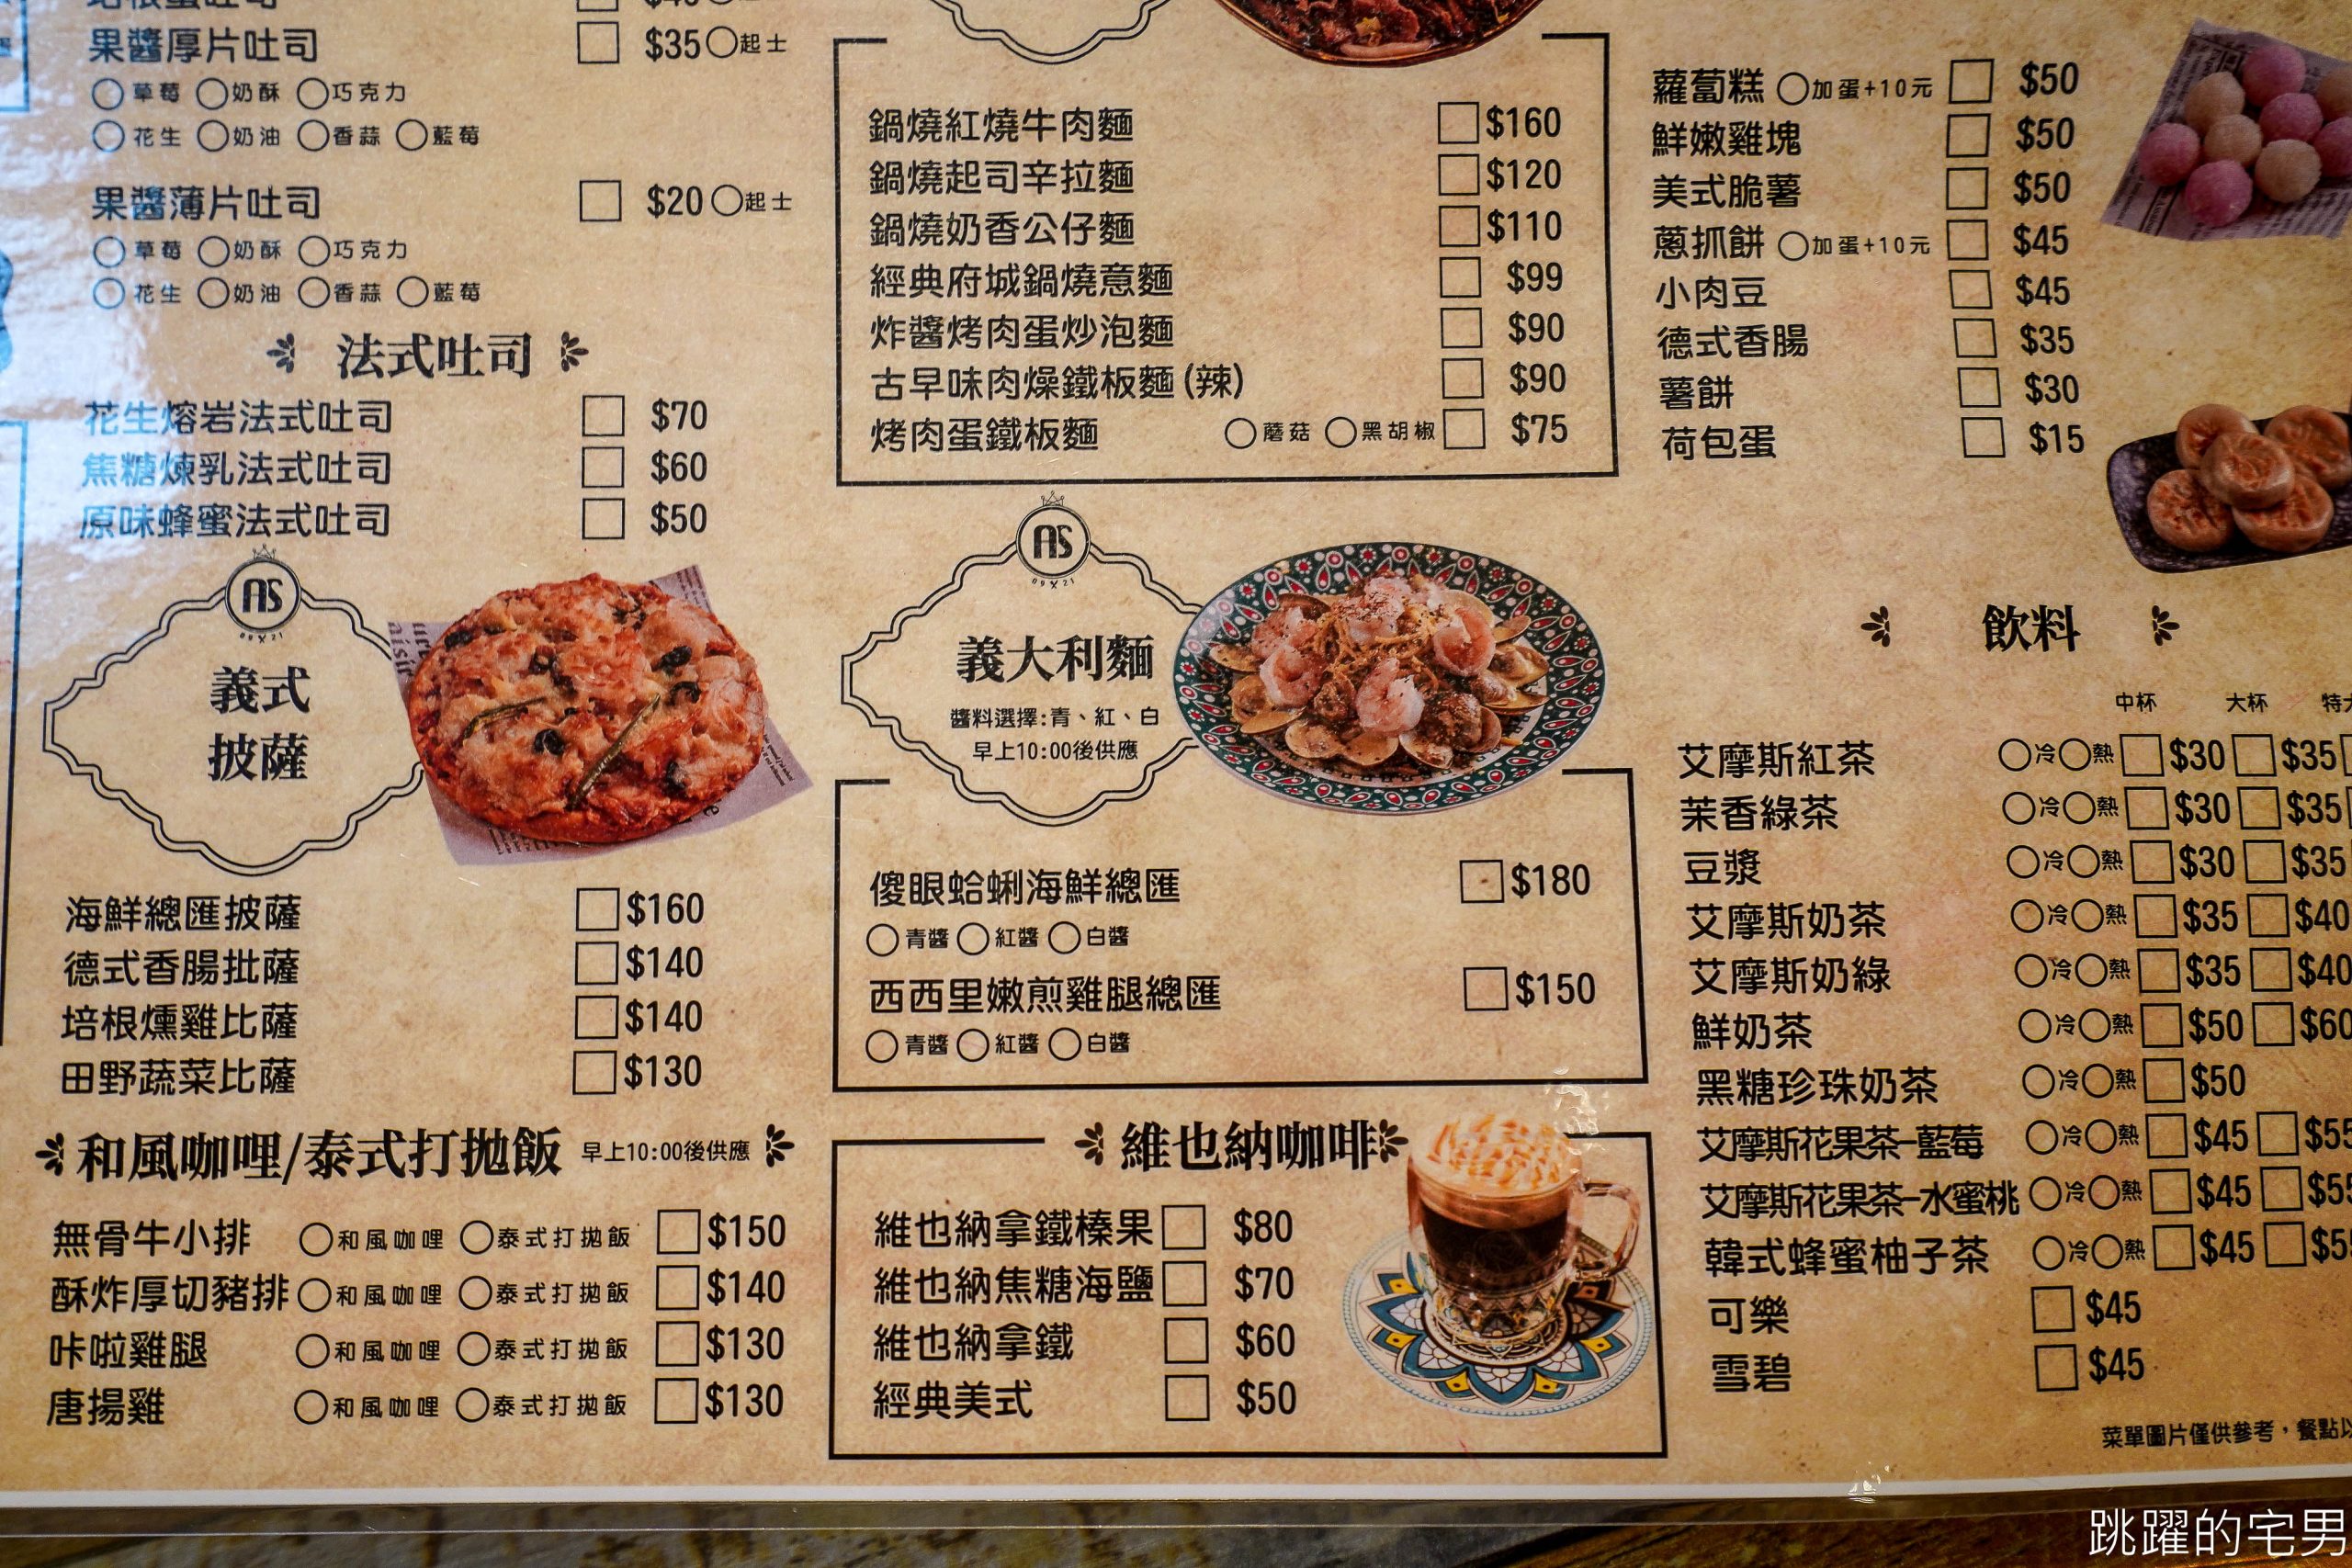 果醬厚片吐司 $35 起士
草莓 奶酥 巧克力
花生 奶油 香蒜 藍莓
果醬薄片吐司 $20 起士
草莓 奶酥 巧克力
花生 奶油 香蒜 藍莓
法式吐司
花生熔岩法式吐司 $70
焦糖煉乳法式吐司 $60
原味蜂蜜法式吐司 $50
AS
09 21
義式
披薩
海鮮總匯披薩 $160
德式香腸批薩 $140
培根燻雞比薩 $140
田野蔬菜比薩 $130
和風咖哩/泰式打拋飯 早上10:00後供應
無骨牛小排 和風咖哩 泰式打拋飯 $150
酥炸厚切豬排 和風咖哩 泰式打拋飯 $140
咔啦雞腿 和風咖哩 泰式打拋飯 $130
唐揚雞 和風咖哩 泰式打拋飯 $130
鍋燒紅燒牛肉麵 $160
鍋燒起司辛拉麵 $120
鍋燒奶香公仔麵 $110
經典府城鍋燒意麵 $99
炸醬烤肉蛋炒泡麵 $90
古早味肉燥鐵板麵(辣) $90
烤肉蛋鐵板麵 蘑菇 黑胡椒 $75
AS
09 21
義大利麵
醬料選擇:青、紅、白
早上10:00後供應
傻眼蛤蜊海鮮總匯 $180
青醬 紅醬 白醬
西西里嫩煎雞腿總匯 $150
青醬 紅醬 白醬
維也納咖啡
維也納拿鐵榛果 $80
維也納焦糖海鹽 $70
維也納拿鐵 $60
經典美式 $50
蘿蔔糕 加蛋+10元 $50
鮮嫩雞塊 $50
美式脆薯 $50
蔥抓餅 加蛋+10元 $45
小肉豆 $45
德式香腸 $35
薯餅 $30
荷包蛋 $15
飲料
中杯 大杯 特
艾摩斯紅茶 冷 熱 $30 $35
茉香綠茶 冷 熱 $30 $35
豆漿 冷 熱 $30 $35
艾摩斯奶茶 冷 熱 $35 $40
艾摩斯奶綠 冷 熱 $35 $40
鮮奶茶 冷 熱 $50 $60
黑糖珍珠奶茶 冷 熱 $50
艾摩斯花果茶-藍莓 冷 熱 $45 $55
艾摩斯花果茶-水蜜桃 冷 熱 $45 $55
韓式蜂蜜柚子茶 冷 熱 $45 $5
可樂 $45
雪碧 $45
菜單圖片僅供參考，餐點以
跳躍的宅男